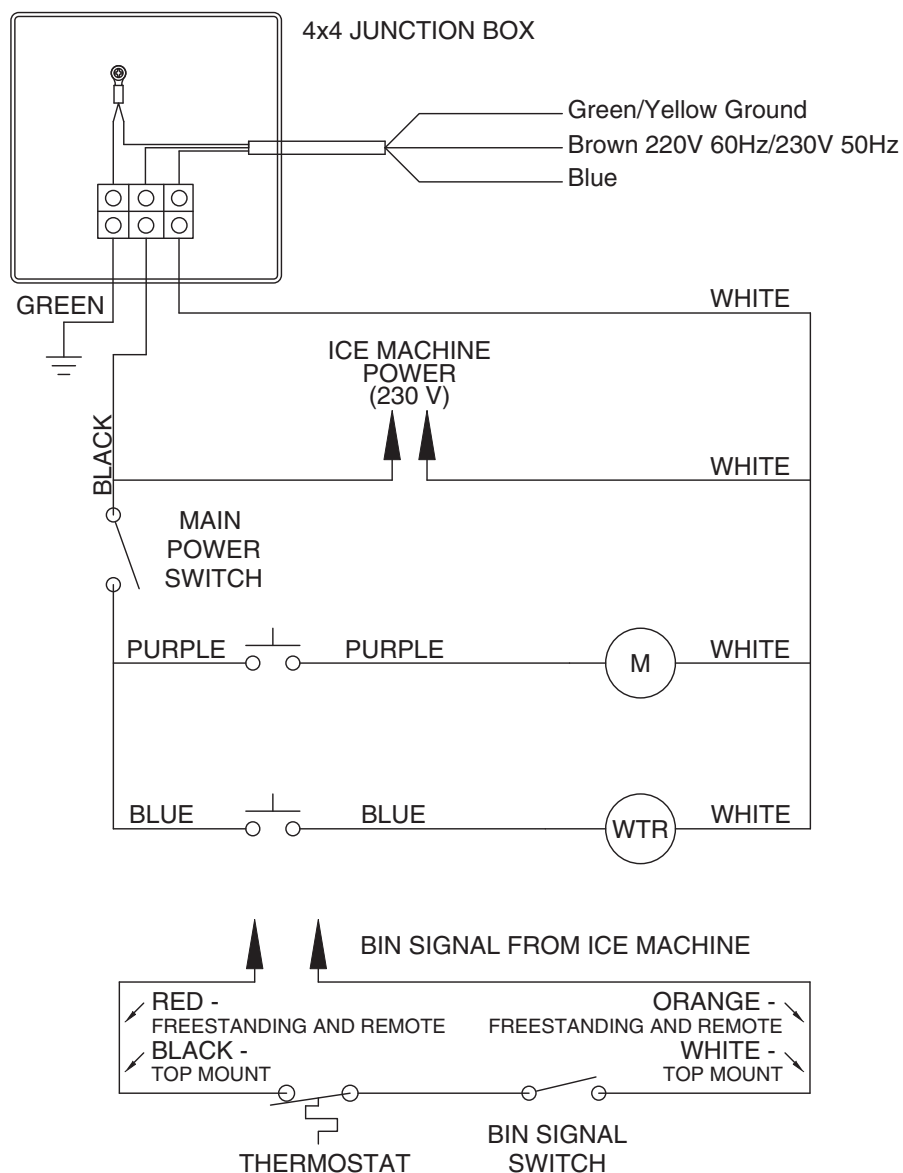 4x4 JUNCTION BOX
Green/Yellow Ground
Brown 220V 60Hz/230V 50Hz
Blue
GREEN
WHITE
ICE MACHINE
POWER
(230 V)
BLACK
WHITE
MAIN
POWER
SWITCH
PURPLE
PURPLE
M
WHITE
BLUE
BLUE
WTR
WHITE
BIN SIGNAL FROM ICE MACHINE
RED -
FREESTANDING AND REMOTE
ORANGE -
FREESTANDING AND REMOTE
BLACK -
TOP MOUNT
WHITE -
TOP MOUNT
THERMOSTAT
BIN SIGNAL
SWITCH